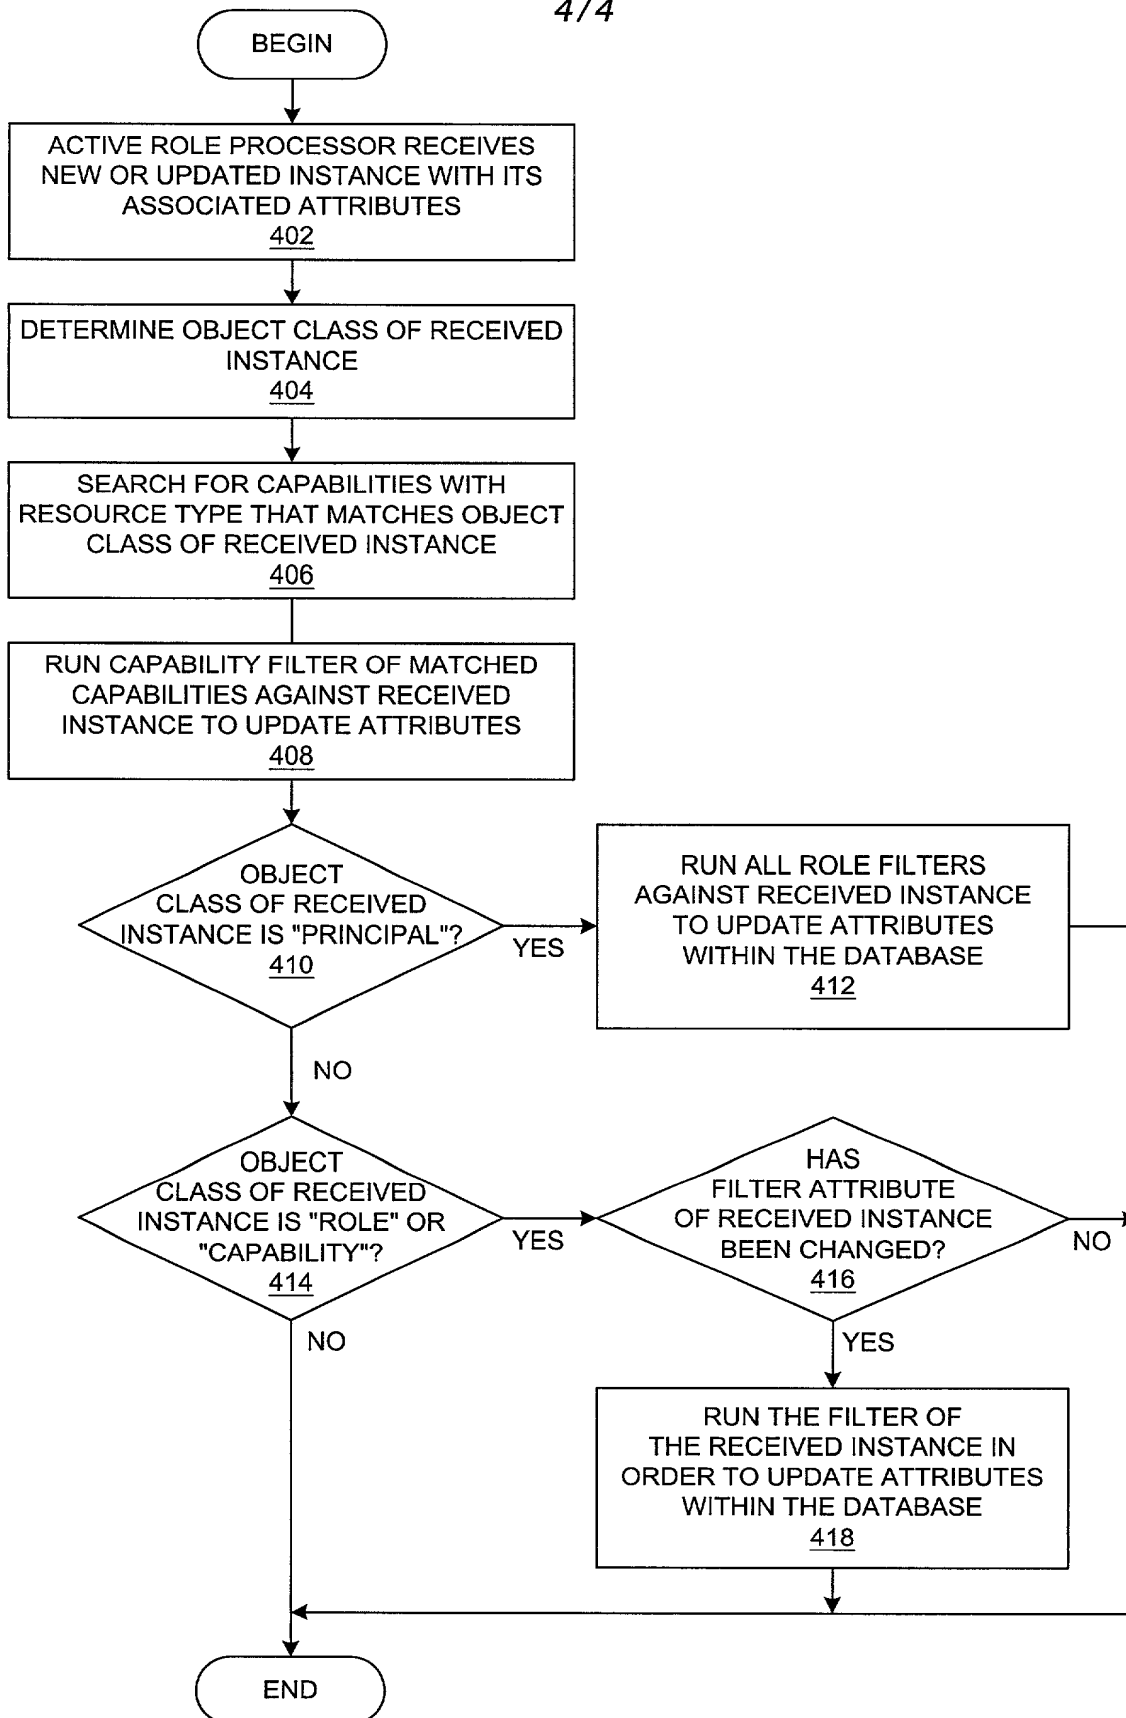 4/4
BEGIN
ACTIVE ROLE PROCESSOR RECEIVES
NEW OR UPDATED INSTANCE WITH ITS
ASSOCIATED ATTRIBUTES
402
DETERMINE OBJECT CLASS OF RECEIVED
INSTANCE
404
SEARCH FOR CAPABILITIES WITH
RESOURCE TYPE THAT MATCHES OBJECT
CLASS OF RECEIVED INSTANCE
406
RUN CAPABILITY FILTER OF MATCHED
CAPABILITIES AGAINST RECEIVED
INSTANCE TO UPDATE ATTRIBUTES
408
OBJECT
CLASS OF RECEIVED
INSTANCE IS "PRINCIPAL"?
410
YES
RUN ALL ROLE FILTERS
AGAINST RECEIVED INSTANCE
TO UPDATE ATTRIBUTES
WITHIN THE DATABASE
412
NO
OBJECT
CLASS OF RECEIVED
INSTANCE IS "ROLE" OR
"CAPABILITY"?
414
YES
HAS
FILTER ATTRIBUTE
OF RECEIVED INSTANCE
BEEN CHANGED?
416
NO
NO
YES
RUN THE FILTER OF
THE RECEIVED INSTANCE IN
ORDER TO UPDATE ATTRIBUTES
WITHIN THE DATABASE
418
END